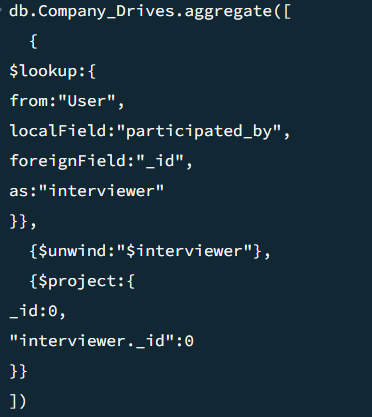 db.Company_Drives.aggregate([
{
$lookup:{
from:"User",
localField:"participated_by",
foreignField:"_id",
as:"interviewer"
}},
{$unwind:"$interviewer"},
{$project:{
_id:0,
"interviewer._id":0
}}
])